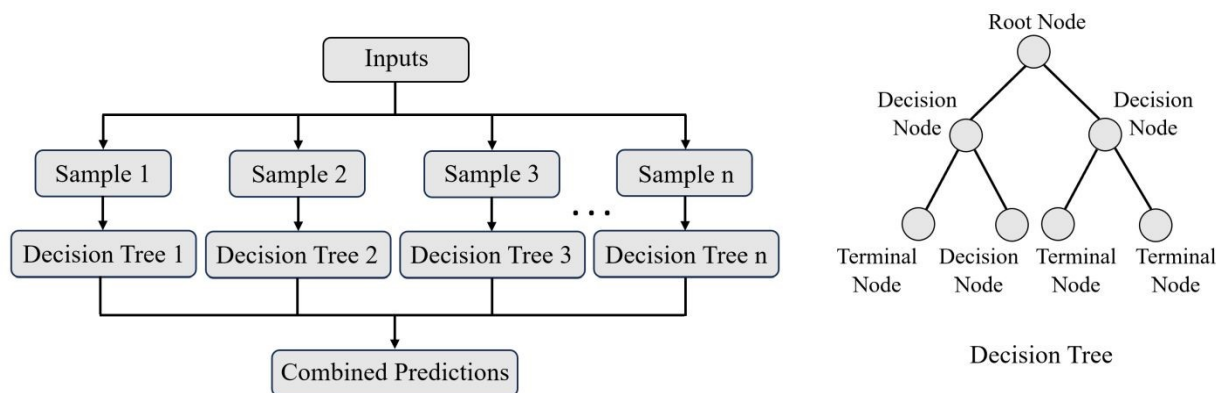 Inputs
Sample 1
Sample 2
Sample 3
Sample n
. . .
Decision Tree 1
Decision Tree 2
Decision Tree 3
Decision Tree n
Combined Predictions
Root Node
Decision
Node
Decision
Node
Terminal
Node
Decision
Node
Terminal
Node
Terminal
Node
Decision Tree